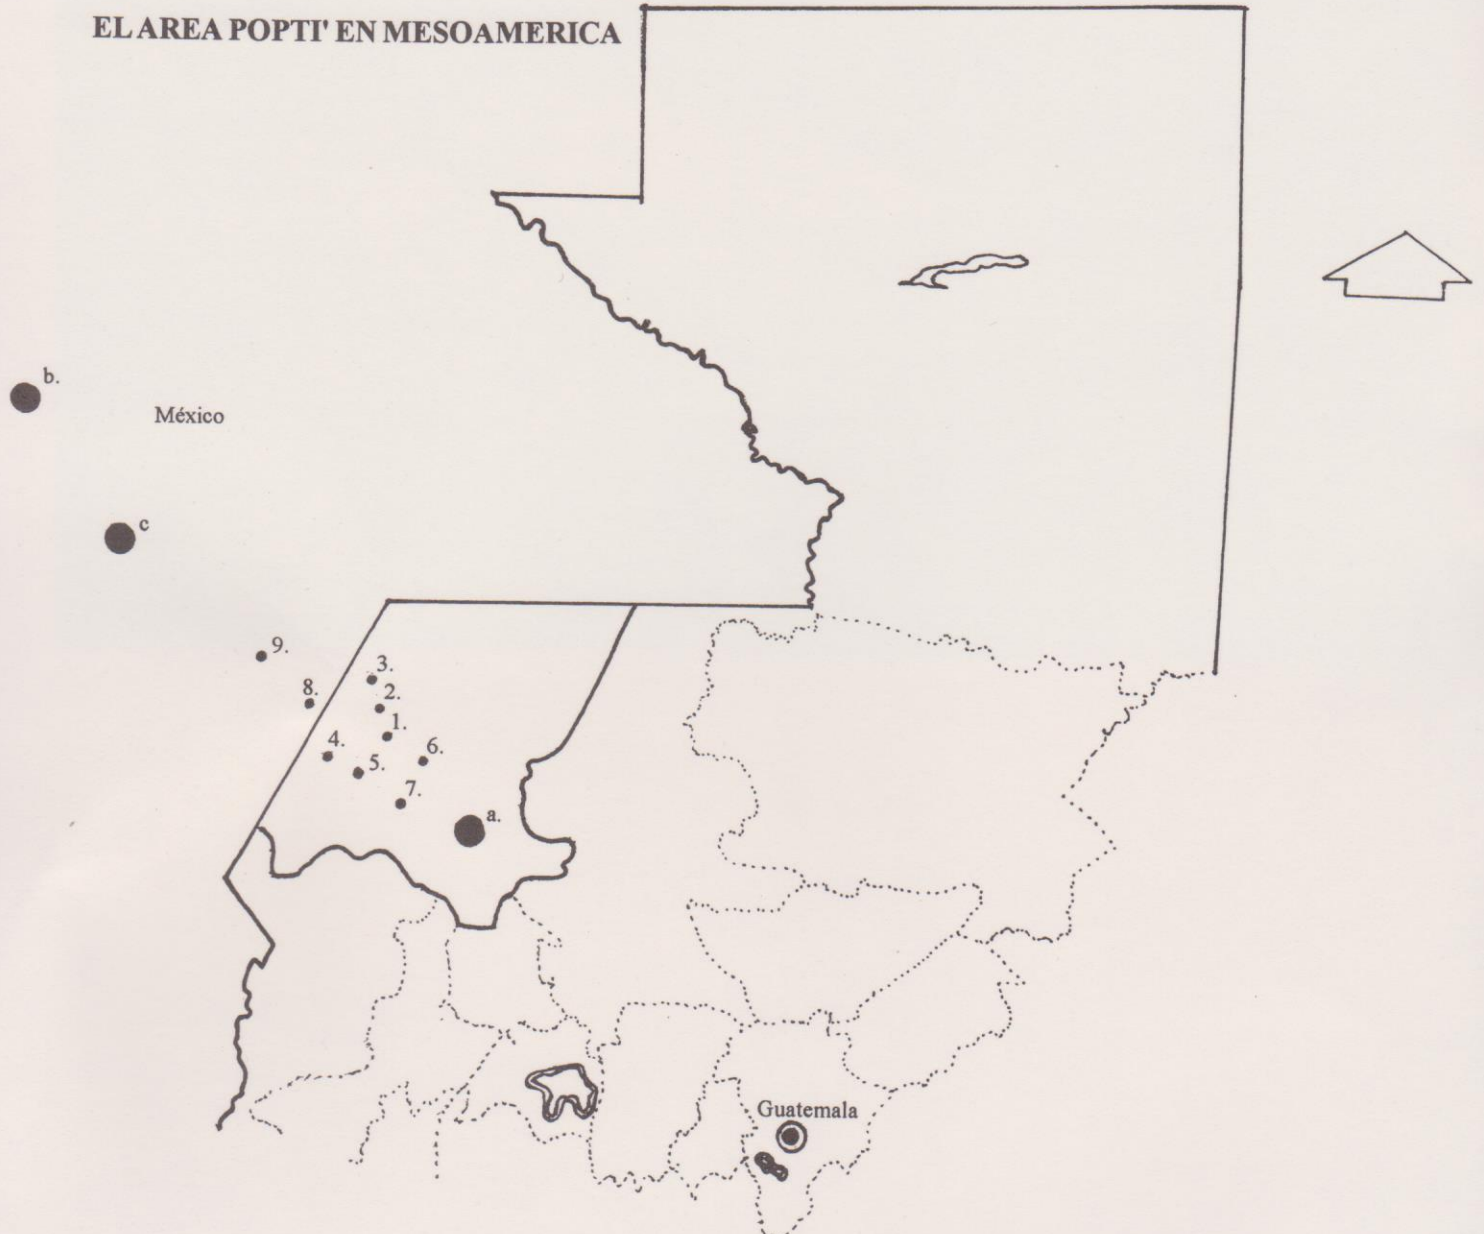 EL AREA POPTI' EN MESOAMERICA
b.
México
c
9.
3.
8.
2.
1.
4.
6.
5.
7.
a.
Guatemala